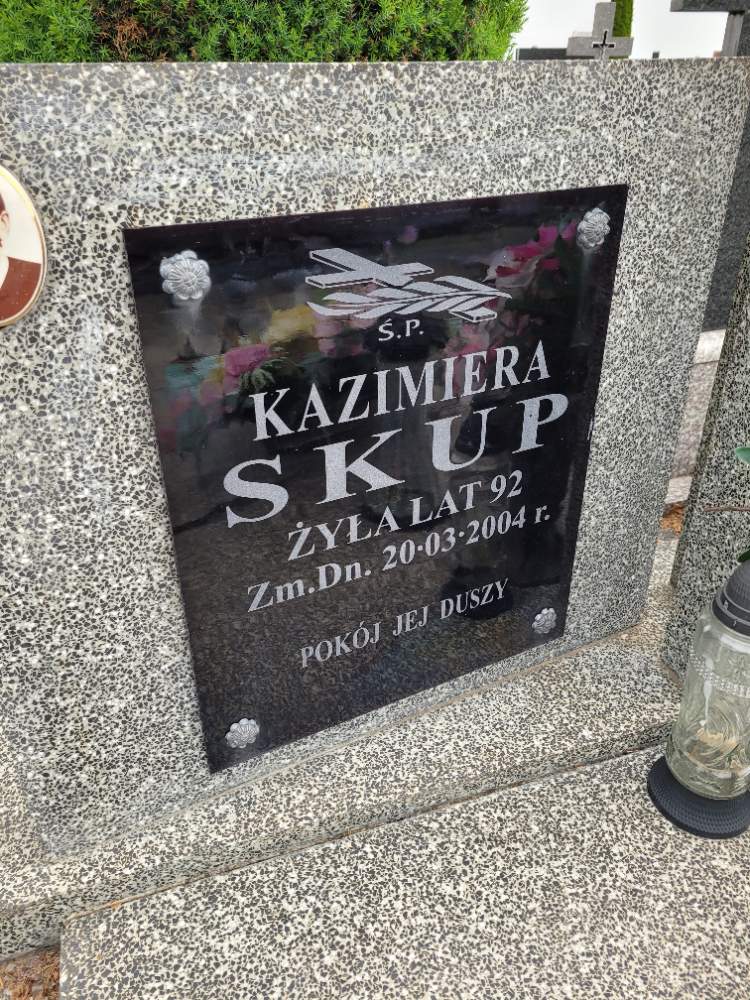 Ś.P.
KAZIMIERA
SKUP
ŻYŁA LAT 92
Zm.Dn. 20·03·2004 r.
POKÓJ JEJ DUSZY